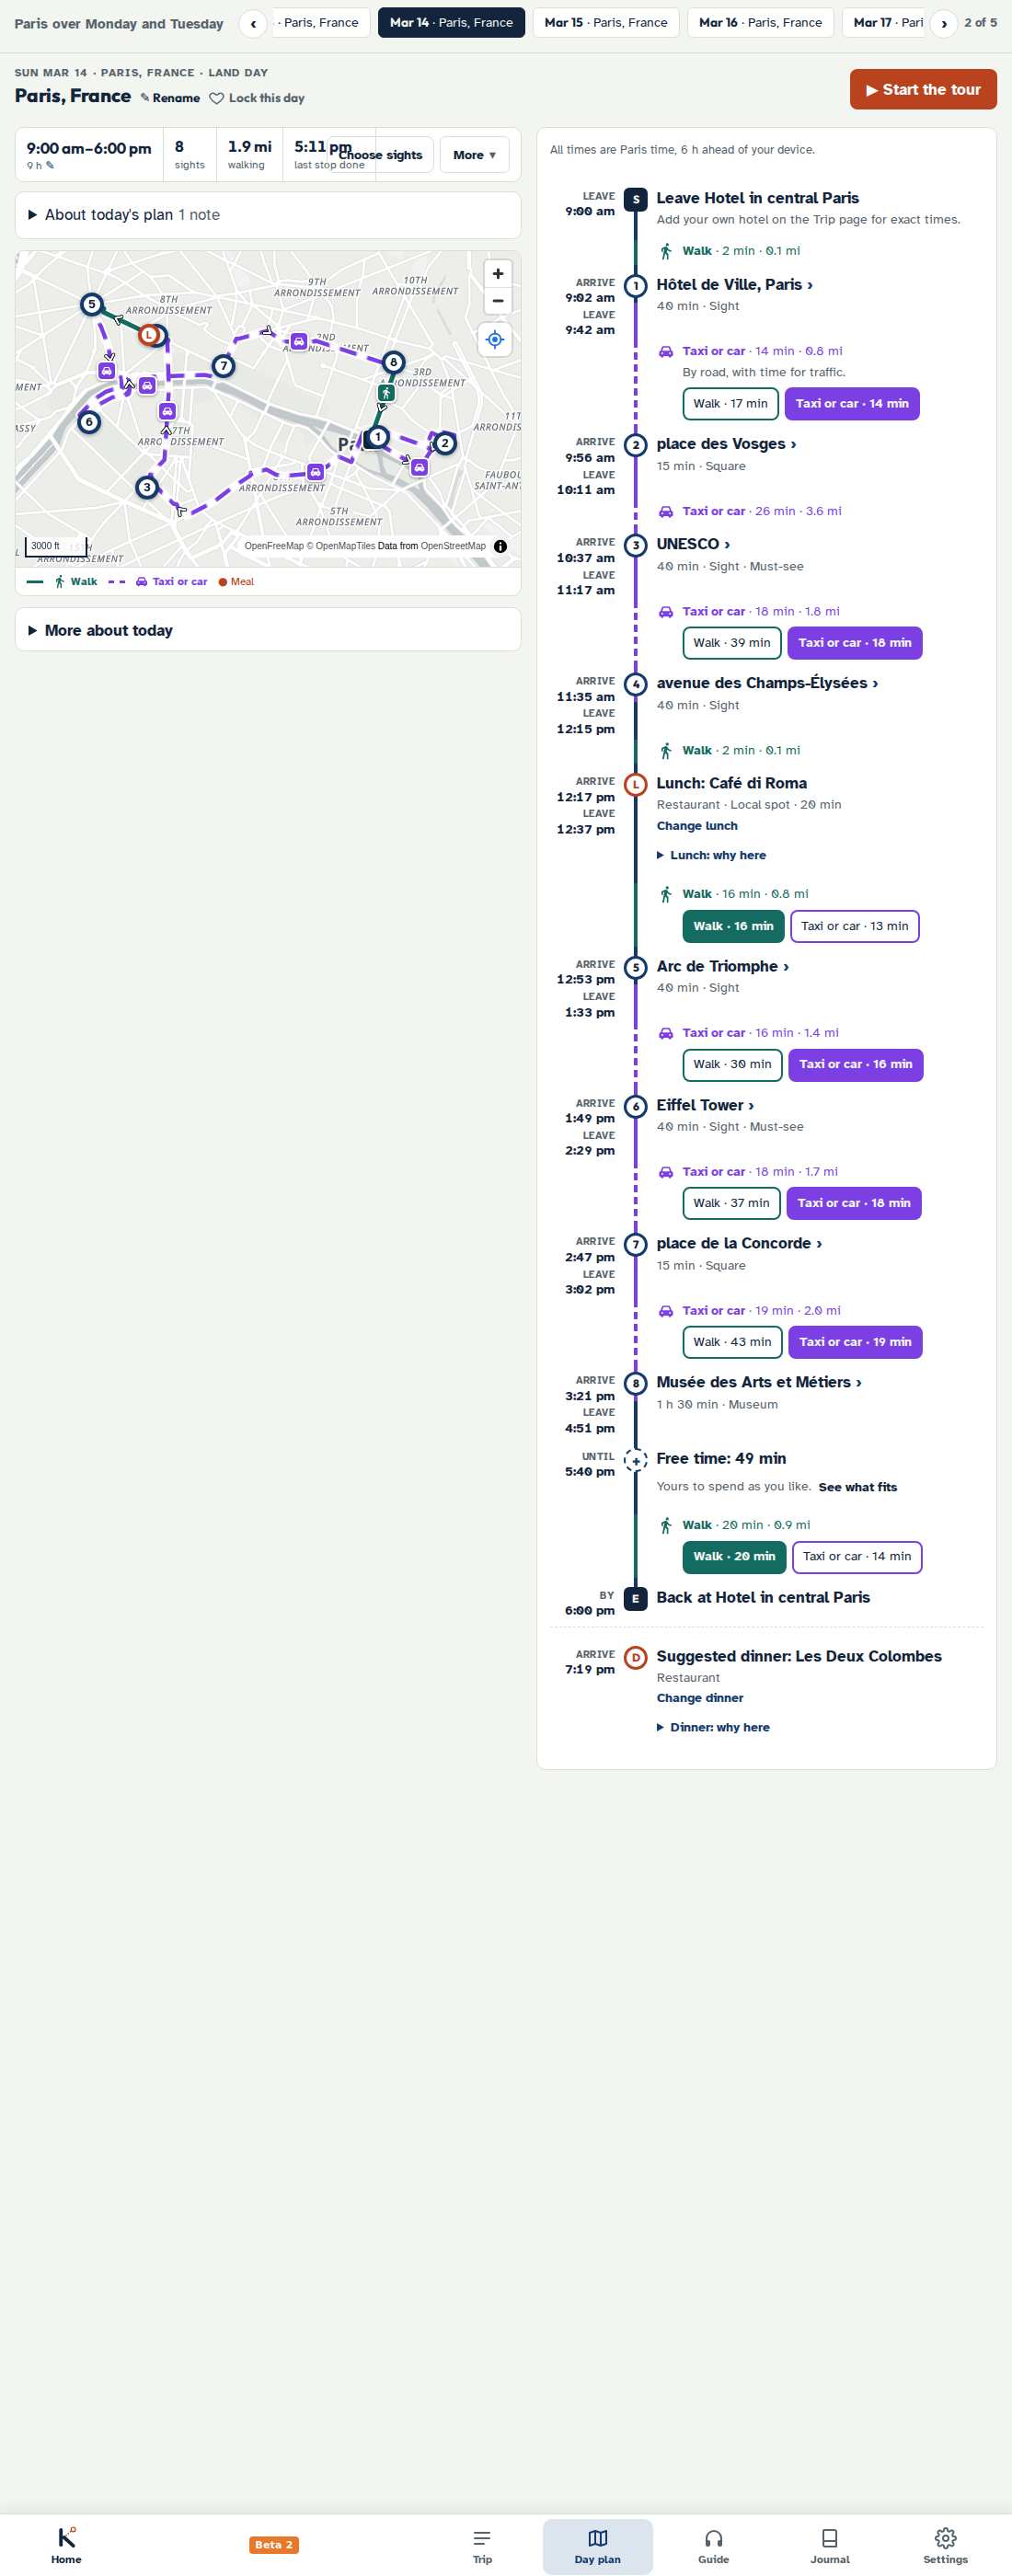 Paris over Monday and Tuesday
‹
· Paris, France
Mar 14 · Paris, France
Mar 15 · Paris, France
Mar 16 · Paris, France
Mar 17 · Pari
›
2 of 5
SUN MAR 14 · PARIS, FRANCE · LAND DAY
Paris, France ✎ Rename Lock this day
▶ Start the tour
9:00 am–6:00 pm
9 h ✎
8
sights
1.9 mi
walking
5:11 pm
last stop done
Choose sights
More ▾
▶ About today's plan 1 note
9TH
ARRONDISSEMENT
10TH
ARRONDISSEMENT
8TH
ARRONDISSEMENT
5
L
7
8
3RD
6
7TH
1
2
3
ARRONDISSEMENT
5TH
ARRONDISSEMENT
+
−
3000 ft
ARRONDISSEMENT
OpenFreeMap © OpenMapTiles Data from OpenStreetMap
Walk
Taxi or car
Meal
▶ More about today
All times are Paris time, 6 h ahead of your device.
LEAVE
9:00 am
S
Leave Hotel in central Paris
Add your own hotel on the Trip page for exact times.
Walk · 2 min · 0.1 mi
ARRIVE
9:02 am
LEAVE
9:42 am
1
Hôtel de Ville, Paris ›
40 min · Sight
Taxi or car · 14 min · 0.8 mi
By road, with time for traffic.
Walk · 17 min
Taxi or car · 14 min
ARRIVE
9:56 am
LEAVE
10:11 am
2
place des Vosges ›
15 min · Square
Taxi or car · 26 min · 3.6 mi
ARRIVE
10:37 am
LEAVE
11:17 am
3
UNESCO ›
40 min · Sight · Must-see
Taxi or car · 18 min · 1.8 mi
Walk · 39 min
Taxi or car · 18 min
ARRIVE
11:35 am
LEAVE
12:15 pm
4
avenue des Champs-Élysées ›
40 min · Sight
Walk · 2 min · 0.1 mi
ARRIVE
12:17 pm
LEAVE
12:37 pm
L
Lunch: Café di Roma
Restaurant · Local spot · 20 min
Change lunch
▶ Lunch: why here
Walk · 16 min · 0.8 mi
Walk · 16 min
Taxi or car · 13 min
ARRIVE
12:53 pm
LEAVE
1:33 pm
5
Arc de Triomphe ›
40 min · Sight
Taxi or car · 16 min · 1.4 mi
Walk · 30 min
Taxi or car · 16 min
ARRIVE
1:49 pm
LEAVE
2:29 pm
6
Eiffel Tower ›
40 min · Sight · Must-see
Taxi or car · 18 min · 1.7 mi
Walk · 37 min
Taxi or car · 18 min
ARRIVE
2:47 pm
LEAVE
3:02 pm
7
place de la Concorde ›
15 min · Square
Taxi or car · 19 min · 2.0 mi
Walk · 43 min
Taxi or car · 19 min
ARRIVE
3:21 pm
LEAVE
4:51 pm
8
Musée des Arts et Métiers ›
1 h 30 min · Museum
UNTIL
5:40 pm
+
Free time: 49 min
Yours to spend as you like. See what fits
Walk · 20 min · 0.9 mi
Walk · 20 min
Taxi or car · 14 min
BY
6:00 pm
E
Back at Hotel in central Paris
ARRIVE
7:19 pm
D
Suggested dinner: Les Deux Colombes
Restaurant
Change dinner
▶ Dinner: why here
Home
Beta 2
Trip
Day plan
Guide
Journal
Settings